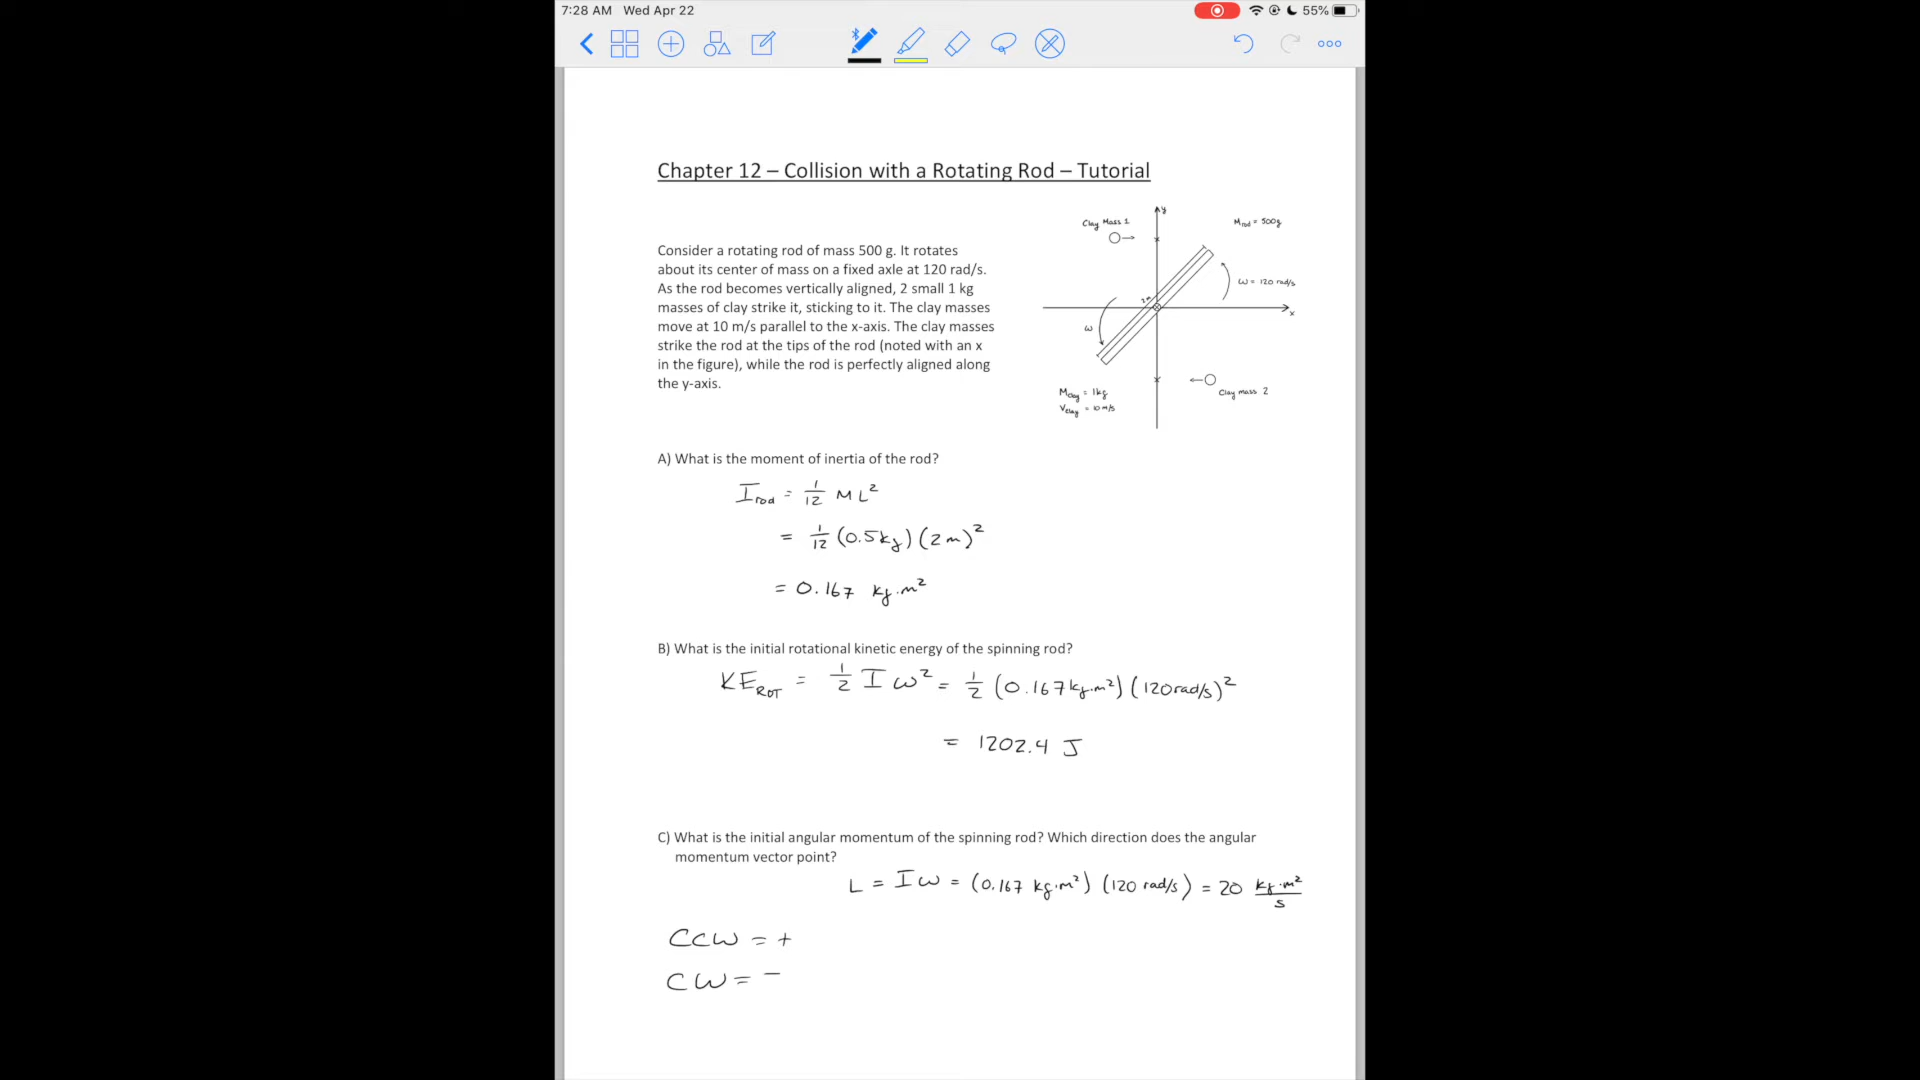 7:28 AM Wed Apr 22
55%
Chapter 12 – Collision with a Rotating Rod – Tutorial
Consider a rotating rod of mass 500 g. It rotates
about its center of mass on a fixed axle at 120 rad/s.
As the rod becomes vertically aligned, 2 small 1 kg
masses of clay strike it, sticking to it. The clay masses
move at 10 m/s parallel to the x-axis. The clay masses
strike the rod at the tips of the rod (noted with an x
in the figure), while the rod is perfectly aligned along
the y-axis.
Clay Mass 1
y
M_rod = 500g
ω = 120 rad/s
2m
x
ω
M_clay = 1kg
V_clay = 10 m/s
Clay mass 2
A) What is the moment of inertia of the rod?
I_rod = 1/12 ML²
= 1/12 (0.5kg)(2m)²
= 0.167 kg·m²
B) What is the initial rotational kinetic energy of the spinning rod?
KE_ROT = 1/2 I ω² = 1/2 (0.167kg·m²)(120rad/s)²
= 1202.4 J
C) What is the initial angular momentum of the spinning rod? Which direction does the angular
momentum vector point?
L = Iω = (0.167 kg·m²)(120 rad/s) = 20 kg·m²/s
CCW = +
CW = −